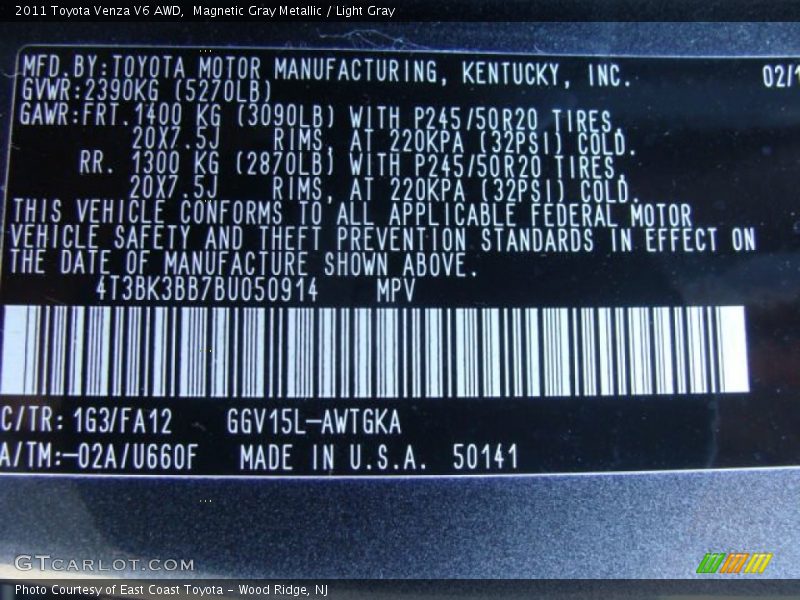 2011 Toyota Venza V6 AWD,  Magnetic Gray Metallic / Light Gray
MFD.BY:TOYOTA MOTOR MANUFACTURING, KENTUCKY, INC. 02/1
GVWR:2390KG (5270LB)
GAWR:FRT.1400 KG (3090LB) WITH P245/50R20 TIRES,
20X7.5J RIMS, AT 220KPA (32PSI) COLD.
RR. 1300 KG (2870LB) WITH P245/50R20 TIRES,
20X7.5J RIMS, AT 220KPA (32PSI) COLD.
THIS VEHICLE CONFORMS TO ALL APPLICABLE FEDERAL MOTOR
VEHICLE SAFETY AND THEFT PREVENTION STANDARDS IN EFFECT ON
THE DATE OF MANUFACTURE SHOWN ABOVE.
4T3BK3BB7BU050914 MPV
C/TR: 1G3/FA12 GGV15L-AWTGKA
A/TM:-02A/U660F MADE IN U.S.A. 50141
GTCARLOT.COM
Photo Courtesy of East Coast Toyota - Wood Ridge, NJ